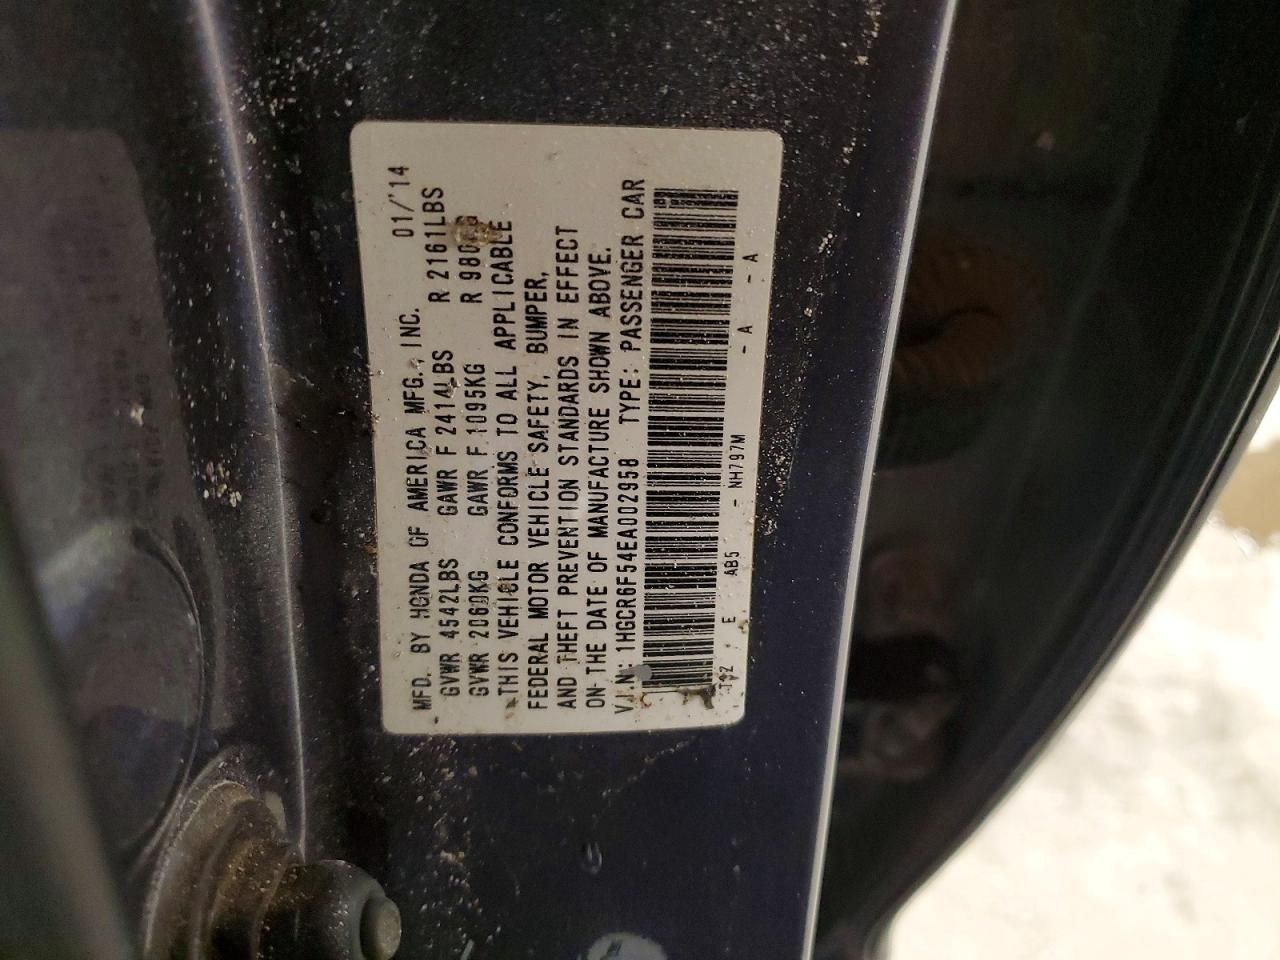 MFD. BY HONDA OF AMERICA MFG., INC. 01/'14
GVWR 4542LBS GAWR F 2414LBS R 2161LBS
GVWR 2060KG GAWR F 1095KG R
THIS VEHICLE CONFORMS TO ALL APPLICABLE
FEDERAL MOTOR VEHICLE SAFETY, BUMPER,
AND THEFT PREVENTION STANDARDS IN EFFECT
ON THE DATE OF MANUFACTURE SHOWN ABOVE.
V.I.N: 1HGCR6F54EA002958 TYPE: PASSENGER CAR
E AB5 - NH797M - A - A